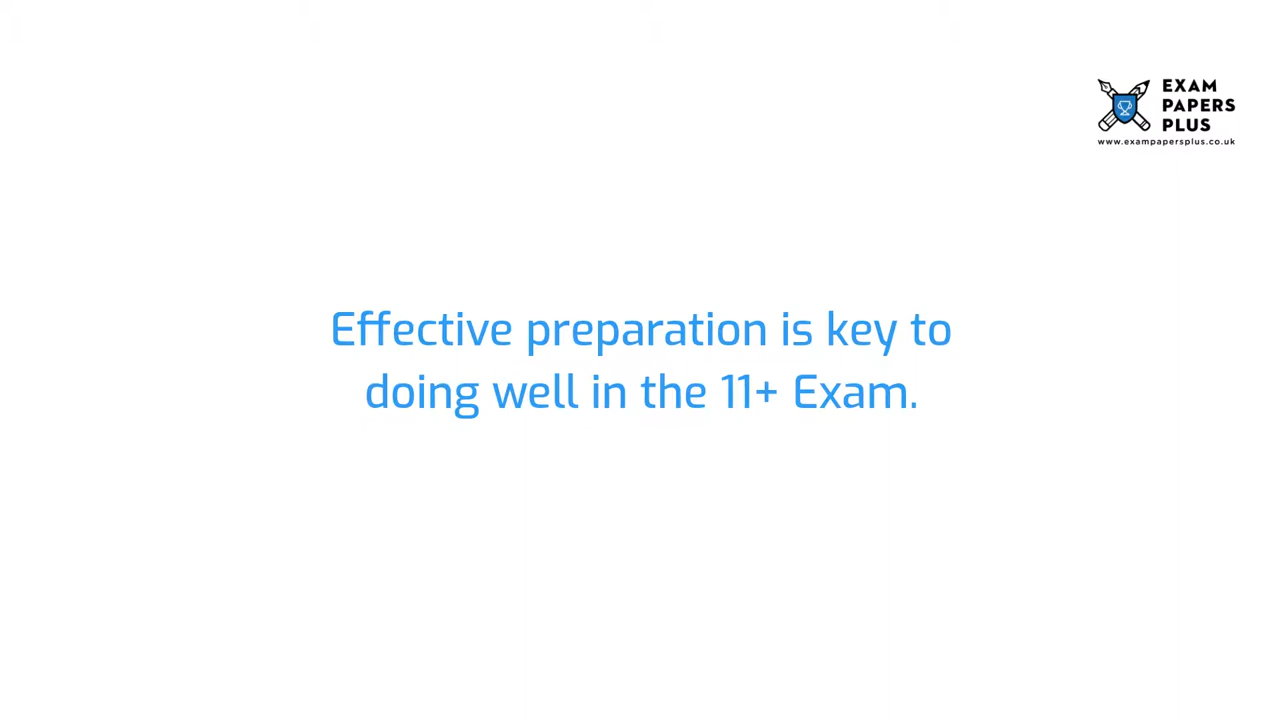 EXAM
PAPERS
PLUS
www.exampapersplus.co.uk
Effective preparation is key to
doing well in the 11+ Exam.